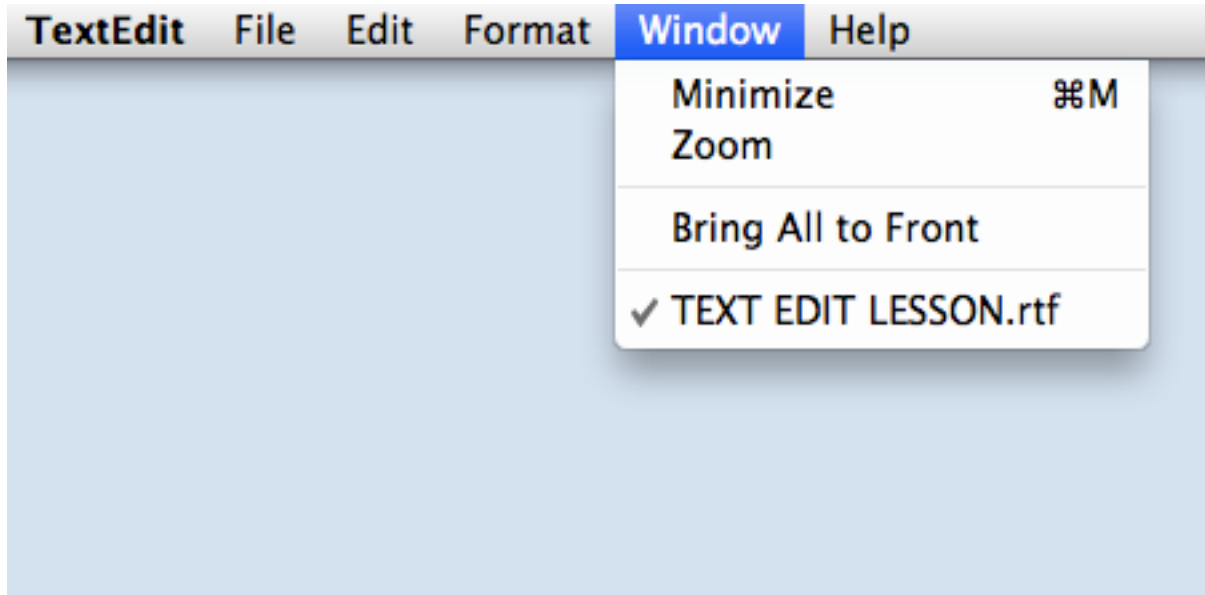 TextEdit File Edit Format Window Help
Minimize ⌘M
Zoom
Bring All to Front
✓ TEXT EDIT LESSON.rtf